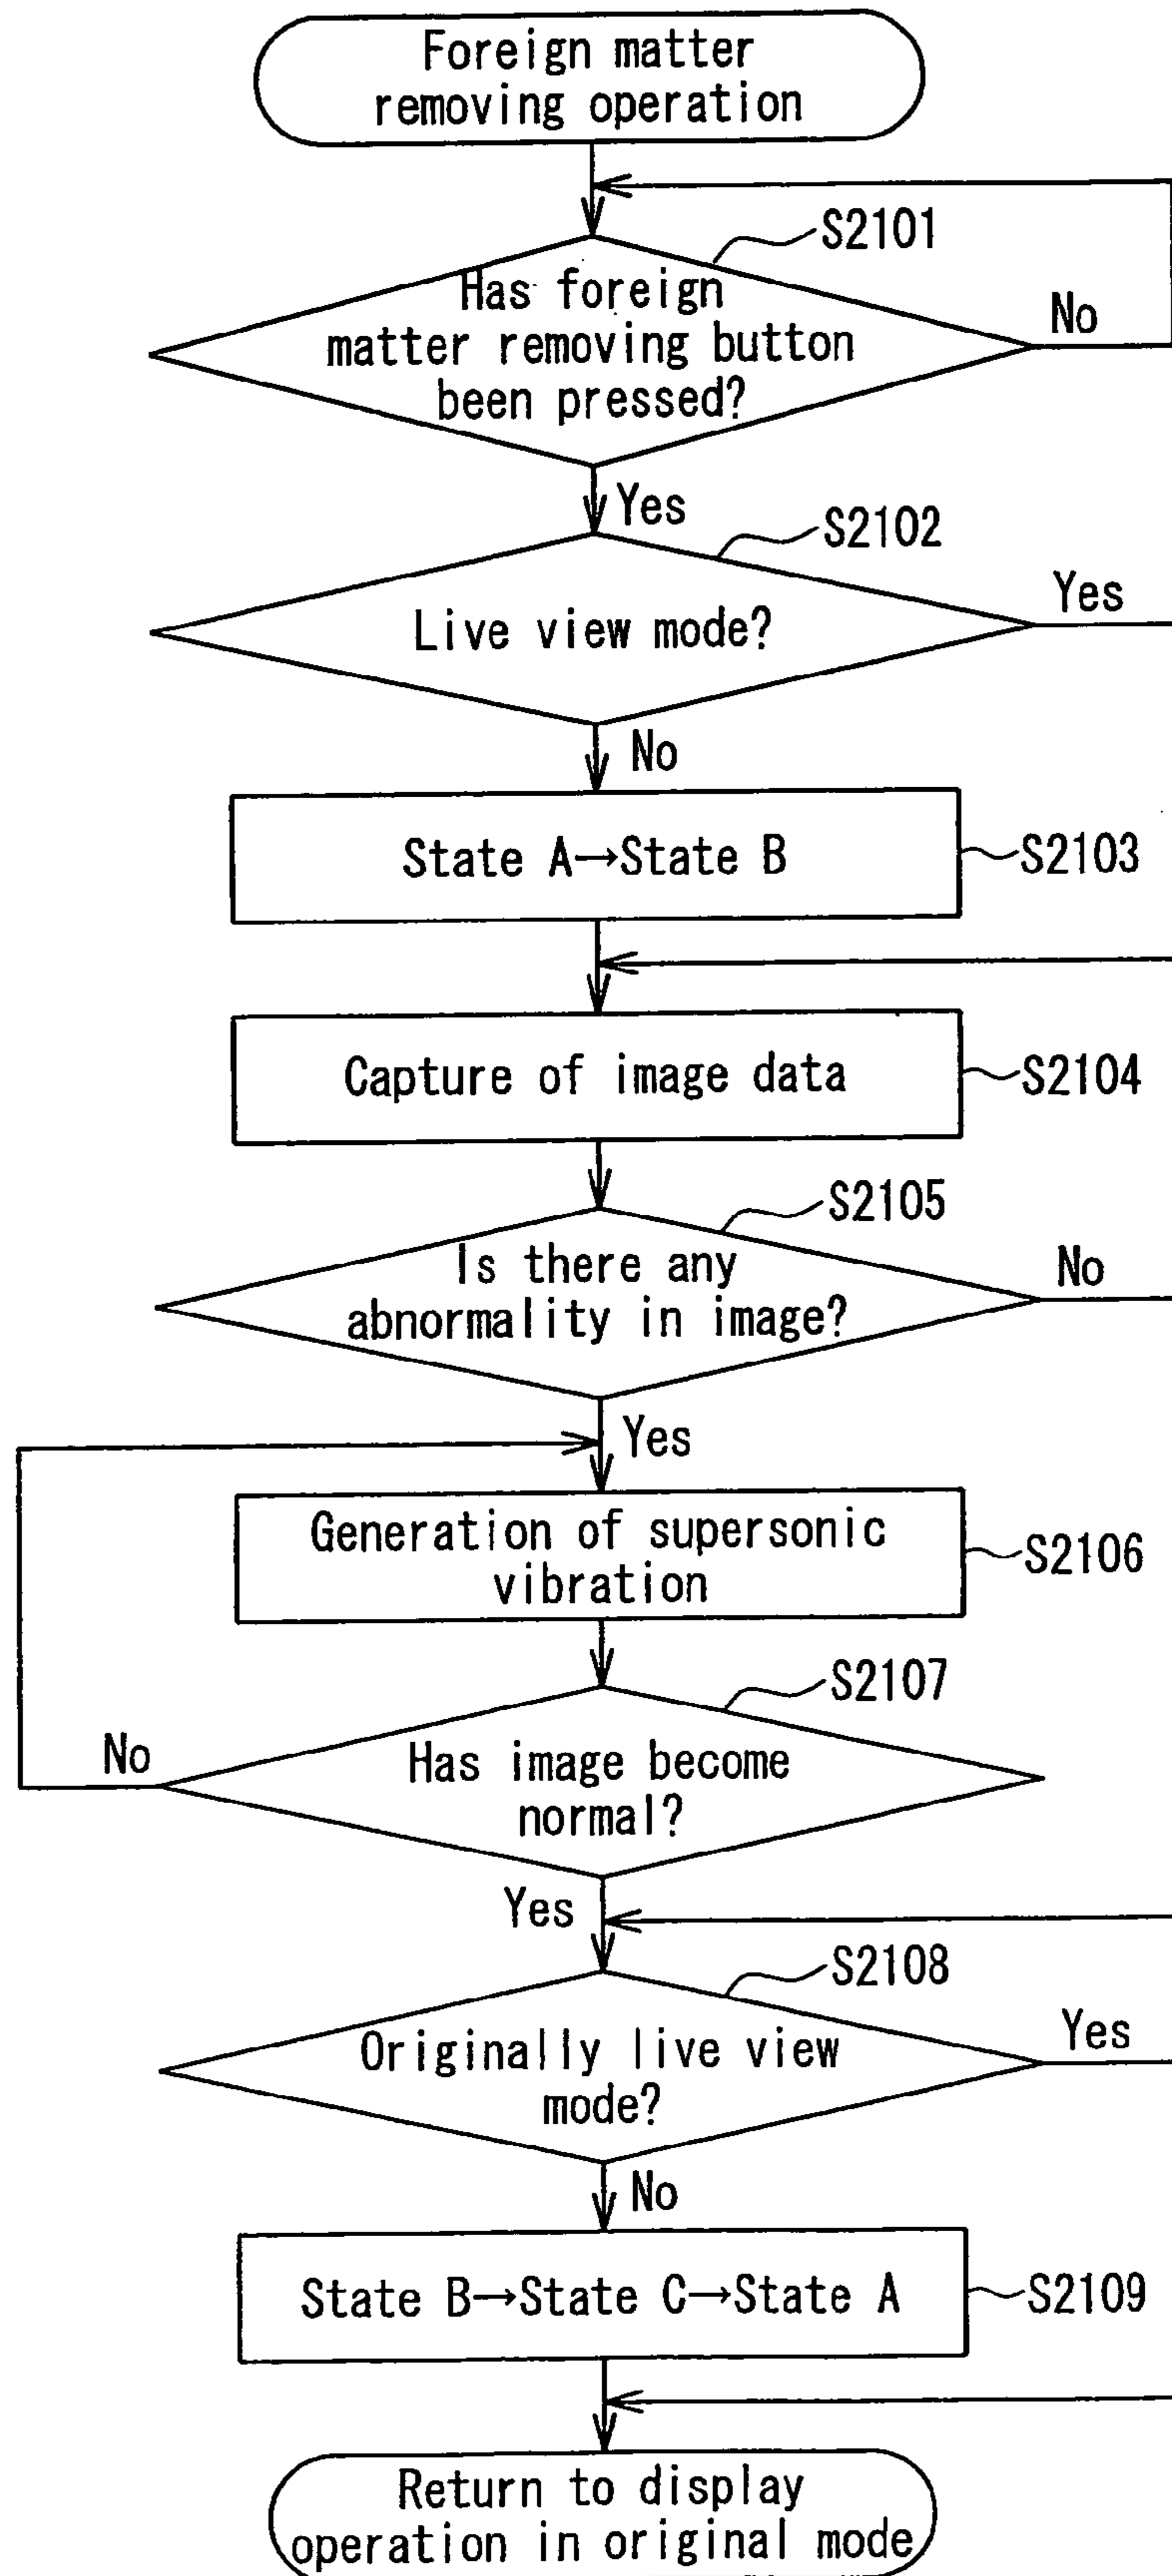 Foreign matter
removing operation
S2101
Has foreign
matter removing button
been pressed?
No
Yes
S2102
Live view mode?
Yes
No
State A→State B
S2103
Capture of image data
S2104
S2105
Is there any
abnormality in image?
No
Yes
Generation of supersonic
vibration
S2106
S2107
Has image become
normal?
No
Yes
S2108
Originally live view
mode?
Yes
No
State B→State C→State A
S2109
Return to display
operation in original mode